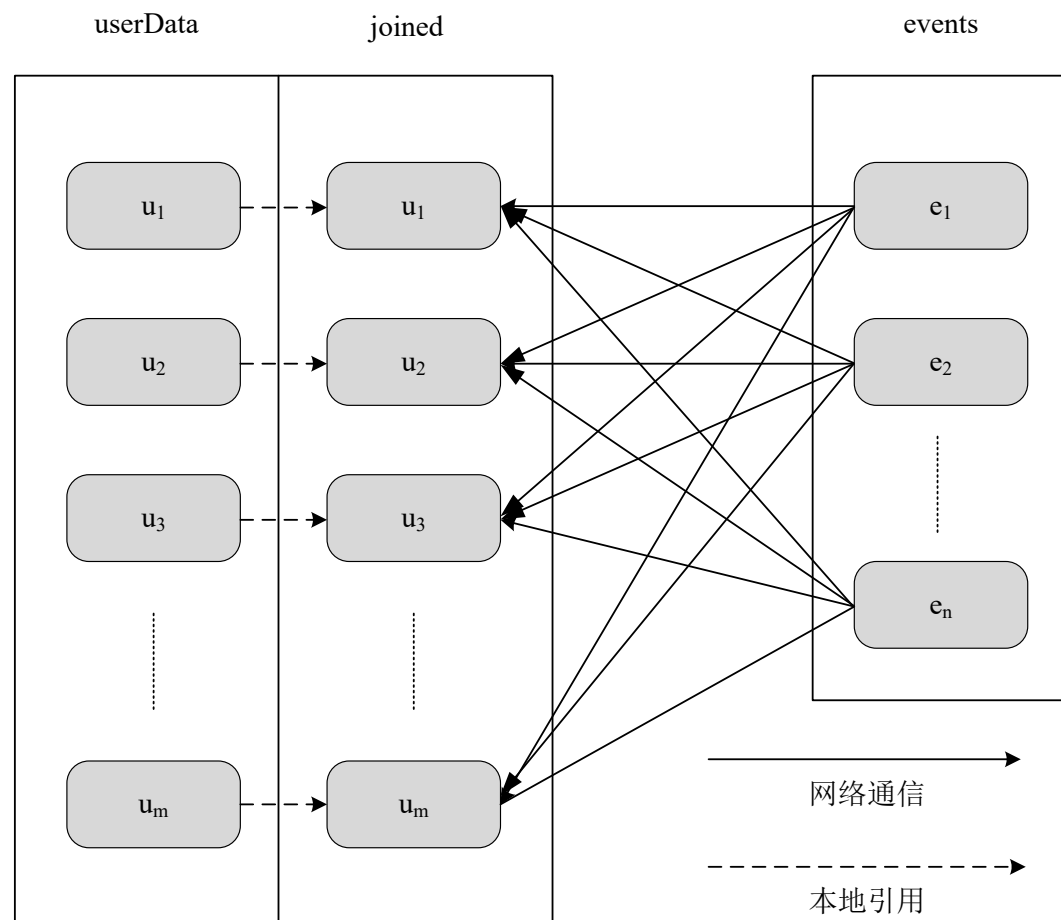 userData
joined
events
u₁
u₁
e₁
u₂
u₂
e₂
u₃
u₃
eₙ
uₘ
uₘ
网络通信
本地引用